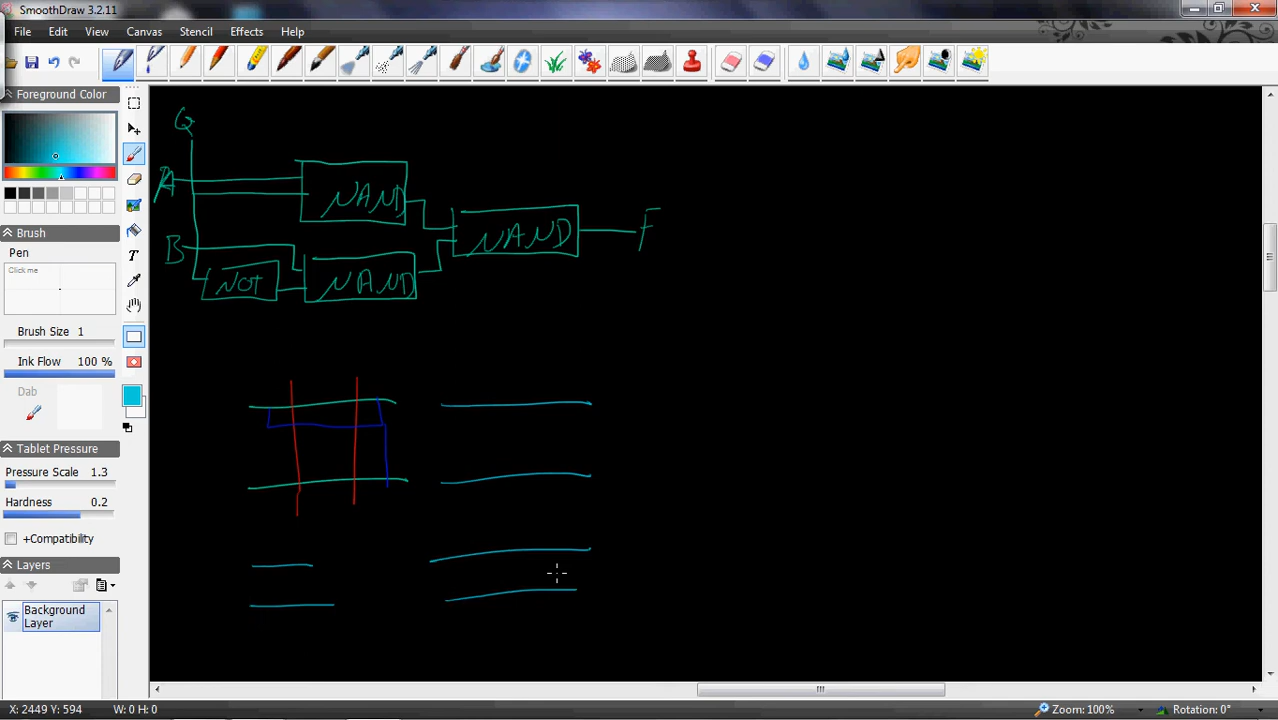 SmoothDraw 3.2.11
File Edit View Canvas Stencil Effects Help
Foreground Color
Brush
Pen
Click me
Brush Size 1
Ink Flow 100 %
Dab
Tablet Pressure
Pressure Scale 1.3
Hardness 0.2
+Compatibility
Layers
Background Layer
G
A
NAND
B
NOT
NAND
NAND
F
X: 2449 Y: 594 W: 0 H: 0 Zoom: 100% Rotation: 0°